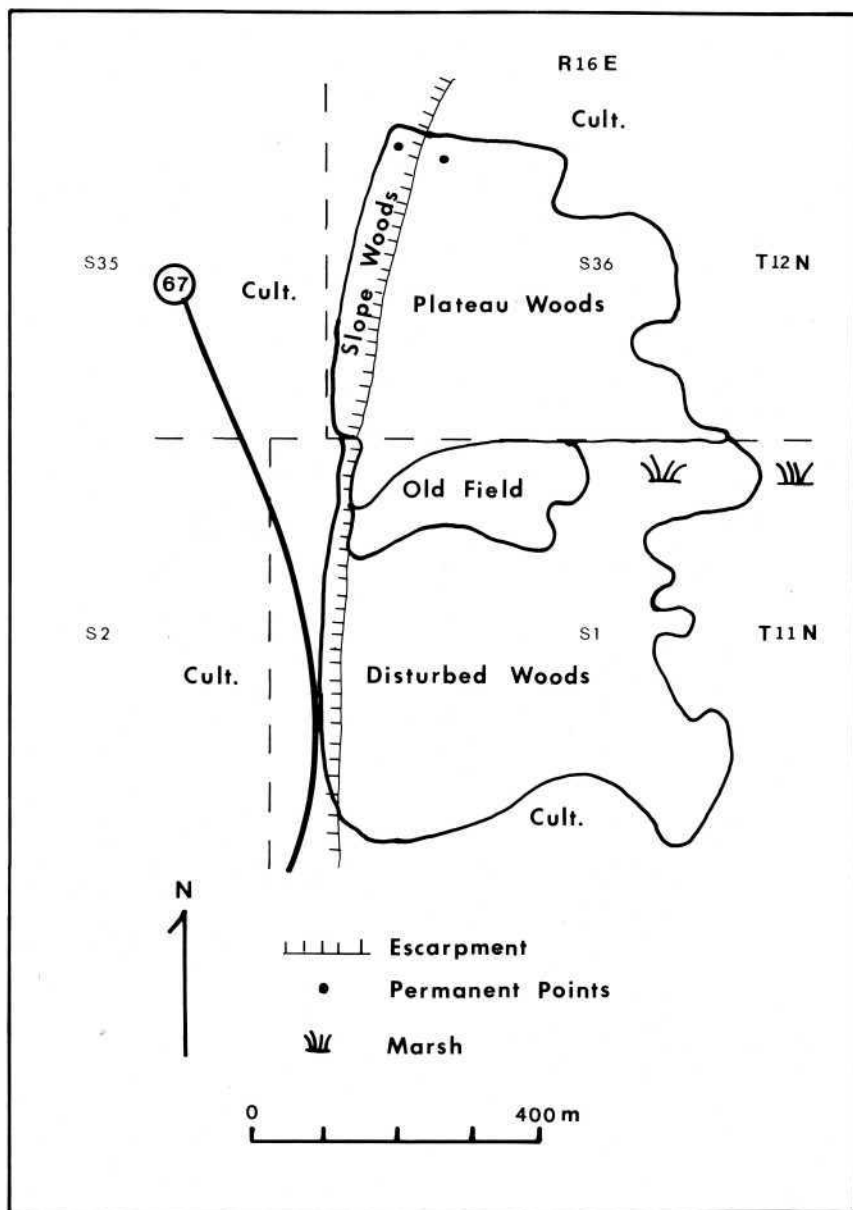 R16E
Cult.
S35
67
Cult.
Slope Woods
S36
T12N
Plateau Woods
Old Field
S2
S1
T11N
Cult.
Disturbed Woods
Cult.
N
Escarpment
Permanent Points
Marsh
0
400m